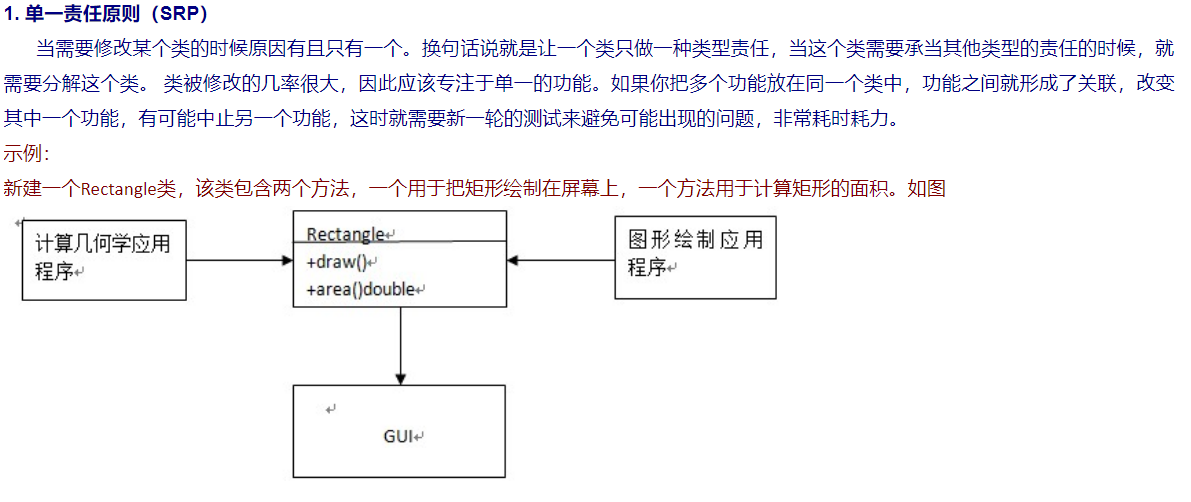 1. 单一责任原则（SRP）
当需要修改某个类的时候原因有且只有一个。换句话说就是让一个类只做一种类型责任，当这个类需要承当其他类型的责任的时候，就
需要分解这个类。 类被修改的几率很大，因此应该专注于单一的功能。如果你把多个功能放在同一个类中，功能之间就形成了关联，改变
其中一个功能，有可能中止另一个功能，这时就需要新一轮的测试来避免可能出现的问题，非常耗时耗力。
示例：
新建一个Rectangle类，该类包含两个方法，一个用于把矩形绘制在屏幕上，一个方法用于计算矩形的面积。如图
计算几何学应用
程序
Rectangle
+draw()
+area()double
图形绘制应用
程序
GUI